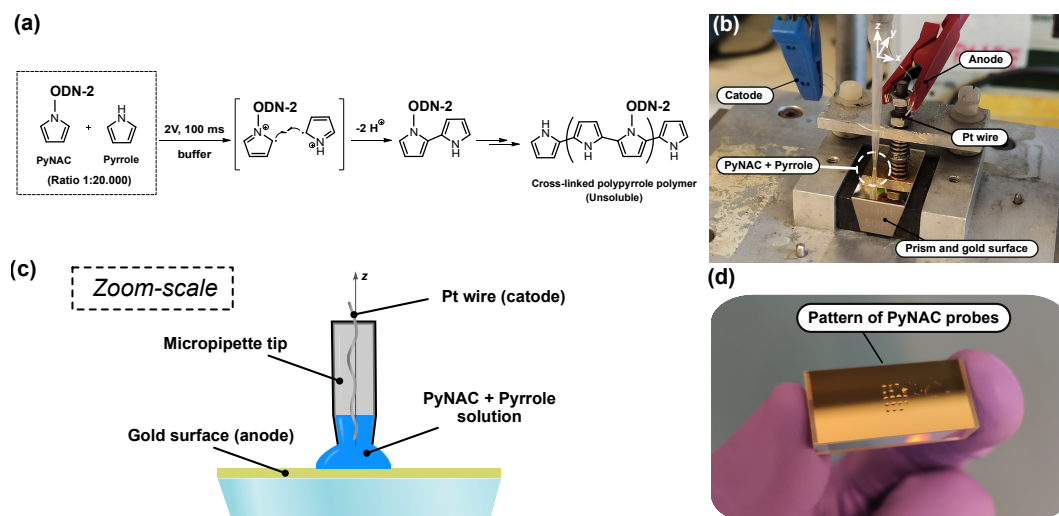 (a)
ODN-2
N
H
N
+
PyNAC
Pyrrole
(Ratio 1:20.000)
2V, 100 ms
buffer
ODN-2
N
N
H
-2 H
ODN-2
N
N
H
ODN-2
H
N
N
H
N
N
H
Cross-linked polypyrrole polymer
(Unsoluble)
(b)
z
y
x
Anode
Catode
Pt wire
PyNAC + Pyrrole
Prism and gold surface
(c)
Zoom-scale
z
Pt wire (catode)
Micropipette tip
PyNAC + Pyrrole
solution
Gold surface (anode)
(d)
Pattern of PyNAC probes